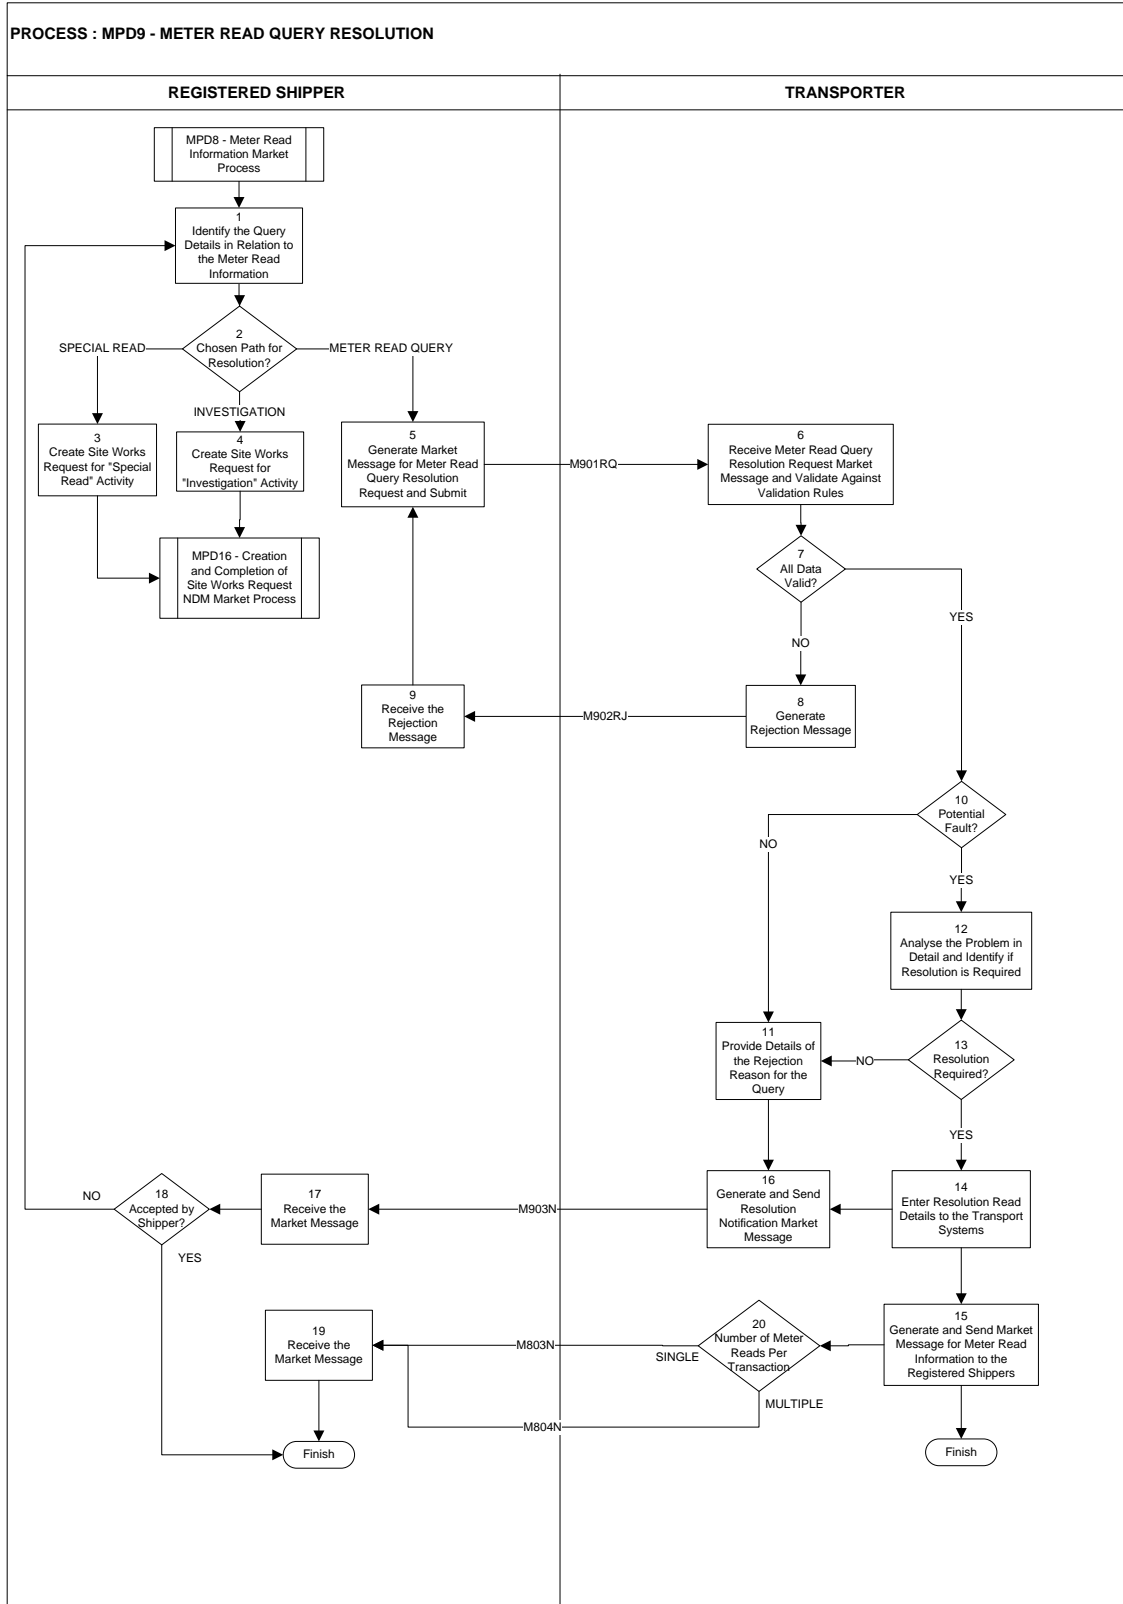 PROCESS : MPD9 - METER READ QUERY RESOLUTION
REGISTERED SHIPPER
TRANSPORTER
MPD8 - Meter Read
Information Market
Process
1
Identify the Query
Details in Relation to
the Meter Read
Information
2
Chosen Path for
Resolution?
SPECIAL READ
METER READ QUERY
INVESTIGATION
3
Create Site Works
Request for "Special
Read" Activity
4
Create Site Works
Request for
"Investigation" Activity
5
Generate Market
Message for Meter Read
Query Resolution
Request and Submit
M901RQ
6
Receive Meter Read Query
Resolution Request Market
Message and Validate Against
Validation Rules
MPD16 - Creation
and Completion of
Site Works Request
NDM Market Process
7
All Data
Valid?
YES
NO
8
Generate
Rejection Message
M902RJ
9
Receive the
Rejection
Message
10
Potential
Fault?
NO
YES
12
Analyse the Problem in
Detail and Identify if
Resolution is Required
11
Provide Details of
the Rejection
Reason for the
Query
NO
13
Resolution
Required?
YES
14
Enter Resolution Read
Details to the Transport
Systems
16
Generate and Send
Resolution
Notification Market
Message
M903N
17
Receive the
Market Message
18
Accepted by
Shipper?
NO
YES
15
Generate and Send Market
Message for Meter Read
Information to the
Registered Shippers
20
Number of Meter
Reads Per
Transaction
SINGLE
MULTIPLE
M803N
M804N
19
Receive the
Market Message
Finish
Finish